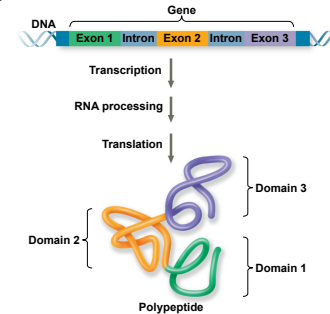 Gene
DNA
Exon 1 Intron Exon 2 Intron Exon 3
Transcription
RNA processing
Translation
Domain 3
Domain 2
Domain 1
Polypeptide